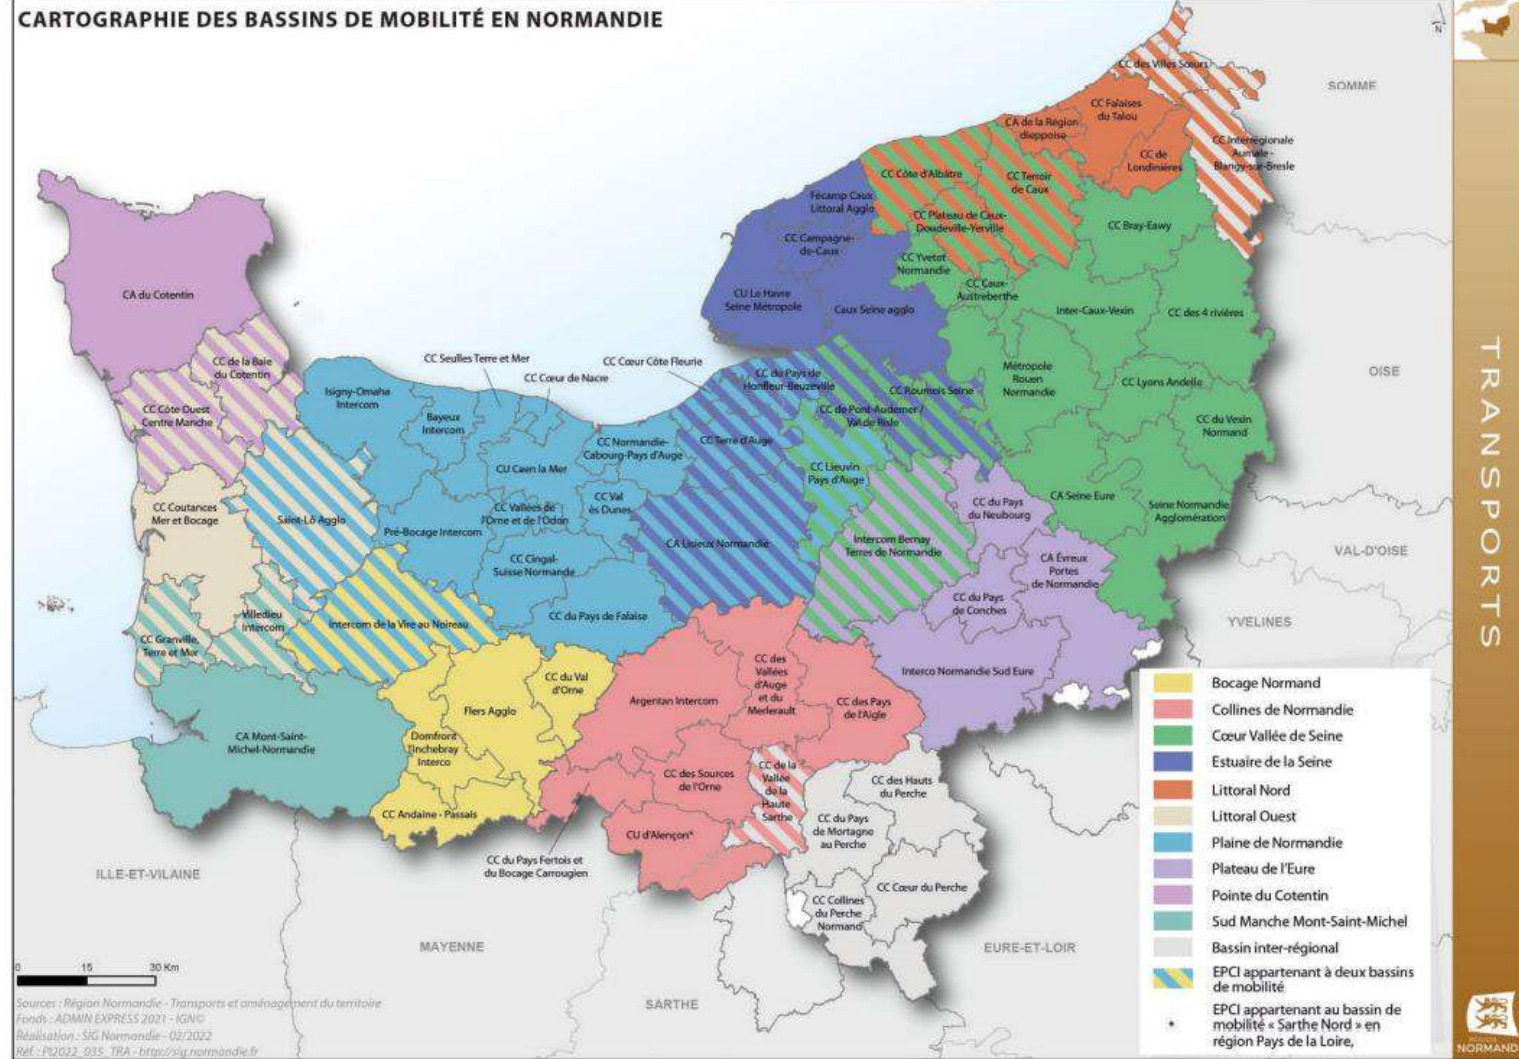 CARTOGRAPHIE DES BASSINS DE MOBILITÉ EN NORMANDIE
SOMME
CC des Villes Sœurs
CC Falaises
du Talou
CA de la Région
dieppoise
CC de
Londinières
CC Interrégionale
Aumale -
Blangy-sur-Bresle
CC Côte d'Albâtre
CC Terroir
de Caux
Fécamp Caux
Littoral Agglo
CC Plateau de Caux-
Doudeville-Yerville
CC Bray-Eawy
CC Campagne-
de-Caux
CC Yvetot
Normandie
CC Caux-
Austreberthe
CA du Cotentin
CU Le Havre
Seine Métropole
Caux Seine agglo
Inter-Caux-Vexin
CC des 4 rivières
OISE
TRANSPORTS
CC de la Baie
du Cotentin
CC Seulles Terre et Mer
CC Cœur de Nacre
CC Cœur Côte Fleurie
CC du Pays de
Honfleur-Beuzeville
CC Roumois Seine
Métropole
Rouen
Normandie
CC Lyons Andelle
CC du Vexin
Normand
CC Côte Ouest
Centre Manche
Isigny-Omaha
Intercom
Bayeux
Intercom
CC Normandie-
Cabourg-Pays d'Auge
CC Terre d'Auge
CC de Pont-Audemer /
Val de Risle
CU Caen la Mer
CC Lieuvin
Pays d'Auge
CC Coutances
Mer et Bocage
Saint-Lô Agglo
Pré-Bocage Intercom
CC Vallées de
l'Orne et de l'Odon
CC Val
ès Dunes
CA Lisieux Normandie
Intercom Bernay
Terres de Normandie
CC du Pays
du Neubourg
CA Seine Eure
Seine Normandie
Agglomération
VAL-D'OISE
CC Cingal-
Suisse Normande
CA Évreux
Portes
de Normandie
CC du Pays
de Conches
YVELINES
CC Granville,
Terre et Mer
Villedieu
Intercom
Intercom de la Vire au Noireau
CC du Pays de Falaise
Interco Normandie Sud Eure
CA Mont-Saint-
Michel-Normandie
Domfront
Tinchebray
Interco
Flers Agglo
CC du Val
d'Orne
Argentan Intercom
CC des
Vallées
d'Auge
et du
Merlerault
CC des Pays
de l'Aigle
CC Andaine - Passais
CC du Pays Fertois et
du Bocage Carrougien
CC des Sources
de l'Orne
CU d'Alençon*
CC de la
Vallée
de la
Haute
Sarthe
CC des Hauts
du Perche
CC du Pays
de Mortagne
au Perche
CC Cœur du Perche
CC Collines
du Perche
Normand
ILLE-ET-VILAINE
MAYENNE
SARTHE
EURE-ET-LOIR
Bocage Normand
Collines de Normandie
Cœur Vallée de Seine
Estuaire de la Seine
Littoral Nord
Littoral Ouest
Plaine de Normandie
Plateau de l'Eure
Pointe du Cotentin
Sud Manche Mont-Saint-Michel
Bassin inter-régional
EPCI appartenant à deux bassins
de mobilité
* EPCI appartenant au bassin de
mobilité « Sarthe Nord » en
région Pays de la Loire,
0 15 30 Km
Sources : Région Normandie - Transports et aménagement du territoire
Fonds : ADMIN EXPRESS 2021 - IGN©
Réalisation : SIG Normandie - 02/2022
Réf. : PI2022_035_TRA - http://sig.normandie.fr